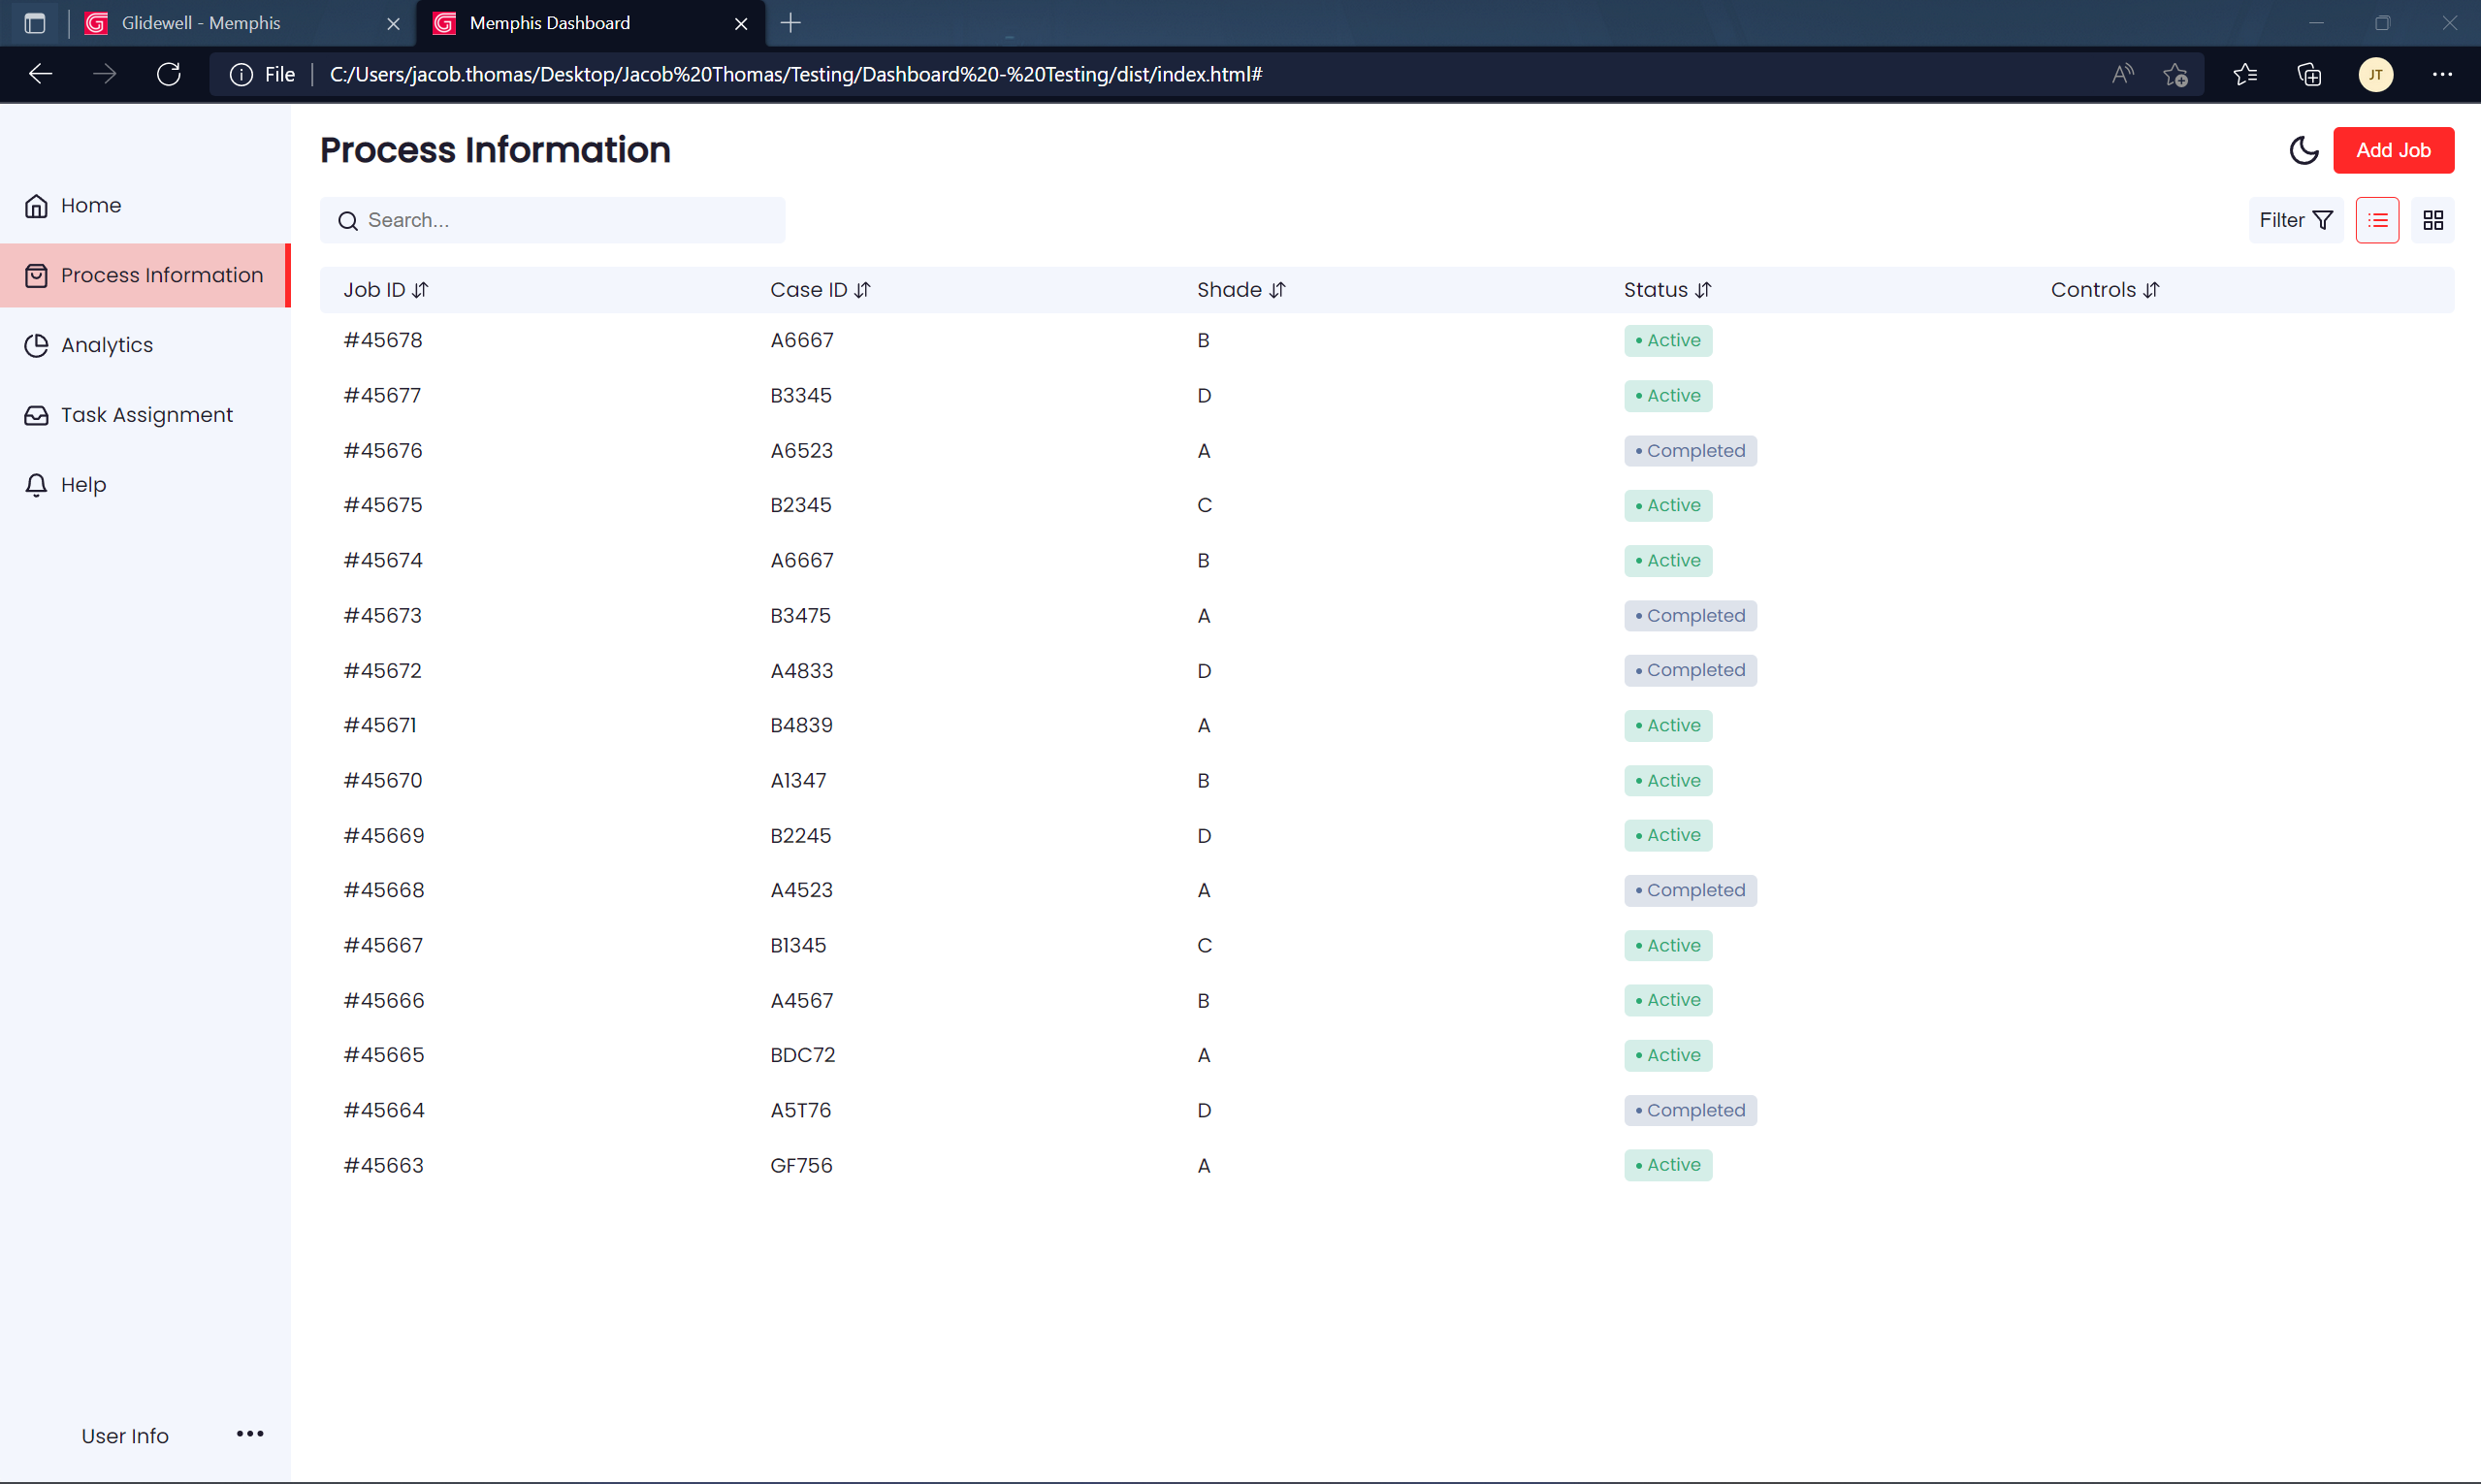 Glidewell - Memphis
Memphis Dashboard
File
C:/Users/jacob.thomas/Desktop/Jacob%20Thomas/Testing/Dashboard%20-%20Testing/dist/index.html#
JT
Process Information
Add Job
Home
Process Information
Analytics
Task Assignment
Help
User Info
Search...
Filter
Job ID Case ID Shade Status Controls
#45678 A6667 B Active
#45677 B3345 D Active
#45676 A6523 A Completed
#45675 B2345 C Active
#45674 A6667 B Active
#45673 B3475 A Completed
#45672 A4833 D Completed
#45671 B4839 A Active
#45670 A1347 B Active
#45669 B2245 D Active
#45668 A4523 A Completed
#45667 B1345 C Active
#45666 A4567 B Active
#45665 BDC72 A Active
#45664 A5T76 D Completed
#45663 GF756 A Active